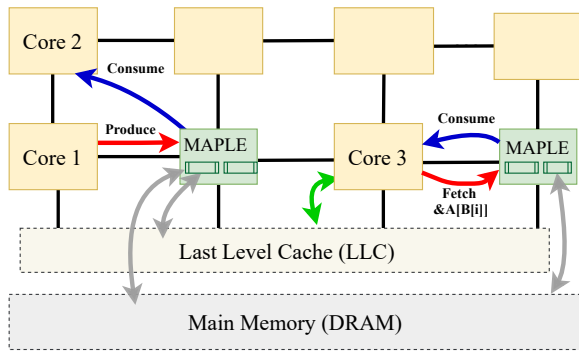 Core 2
Consume
Produce
Core 1
MAPLE
Core 3
Consume
MAPLE
Fetch
&A[B[i]]
Last Level Cache (LLC)
Main Memory (DRAM)